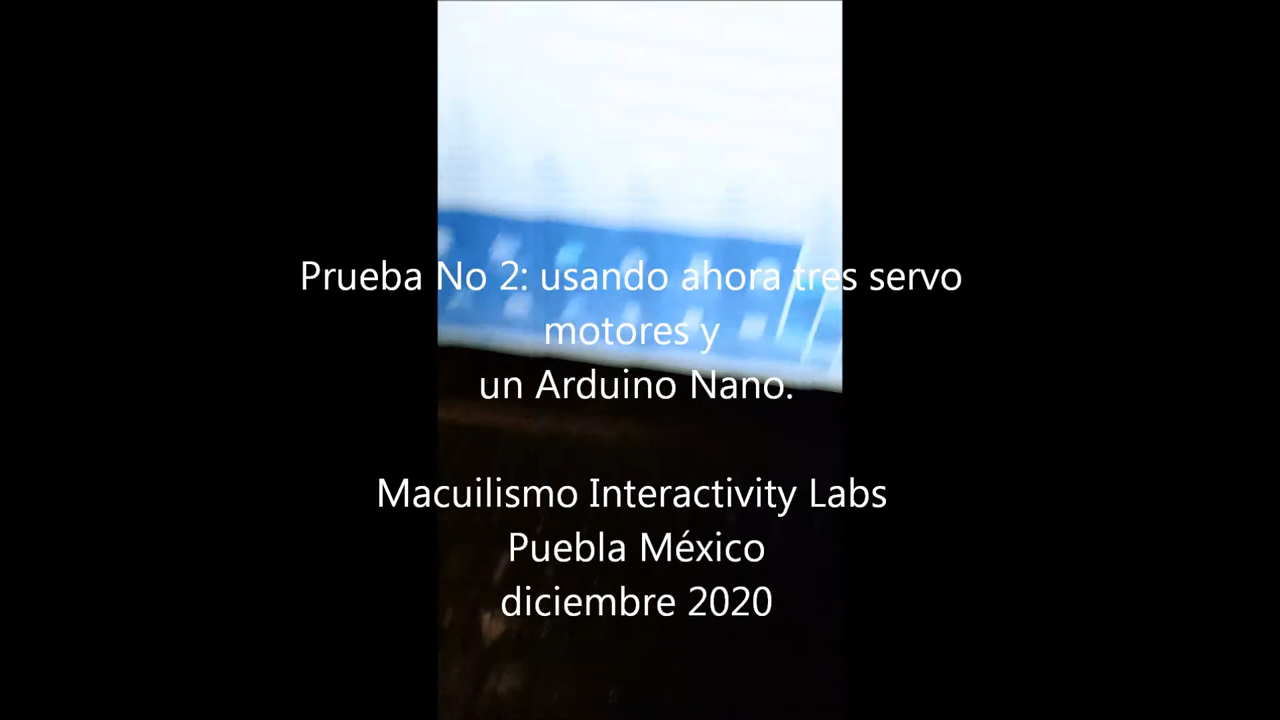 Prueba No 2: usando ahora tres servo
motores y
un Arduino Nano.
Macuilismo Interactivity Labs
Puebla México
diciembre 2020